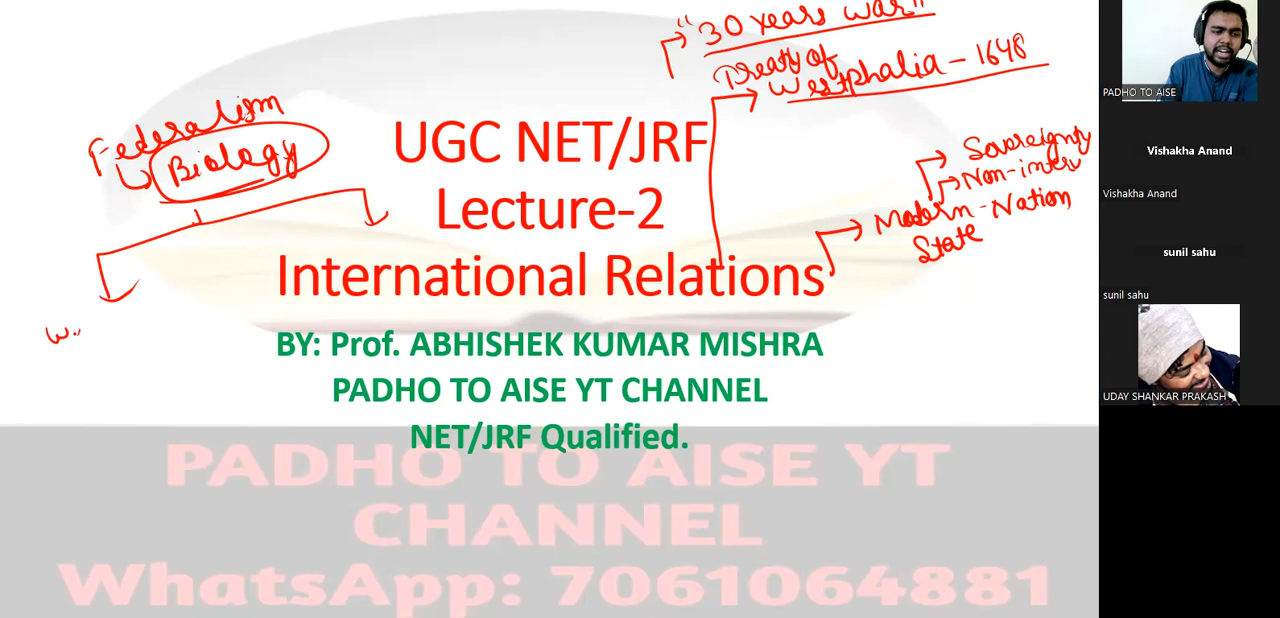 "30 Years war"
Treaty of
Westphalia - 1648
Federalism
Biology
UGC NET/JRF
Lecture-2
International Relations
Sovereignty
Non-inter
Modern-Nation
State
w.
BY: Prof. ABHISHEK KUMAR MISHRA
PADHO TO AISE YT CHANNEL
NET/JRF Qualified.
PADHO TO AISE YT
CHANNEL
WhatsApp: 7061064881
PADHO TO AISE
Vishakha Anand
Vishakha Anand
sunil sahu
sunil sahu
UDAY SHANKAR PRAKASH